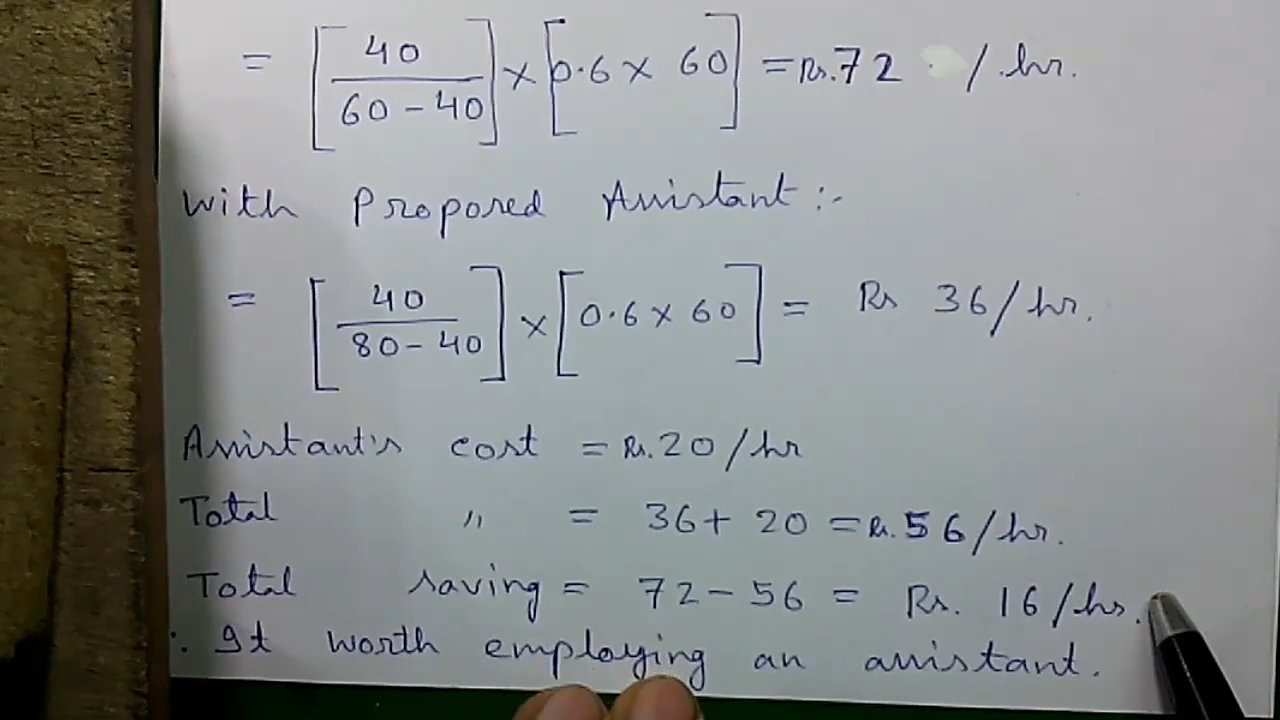 = [40 / 60 - 40] × [0.6 × 60] = Rs.72 /.hr.
With Proposed Assistant :-
= [40 / 80 - 40] × [0.6 × 60] = Rs 36/hr.
Assistant's cost = Rs.20/hr
Total " = 36+ 20 = Rs.56/hr.
Total saving = 72-56 = Rs. 16/hr.
∴ It worth employing an assistant.